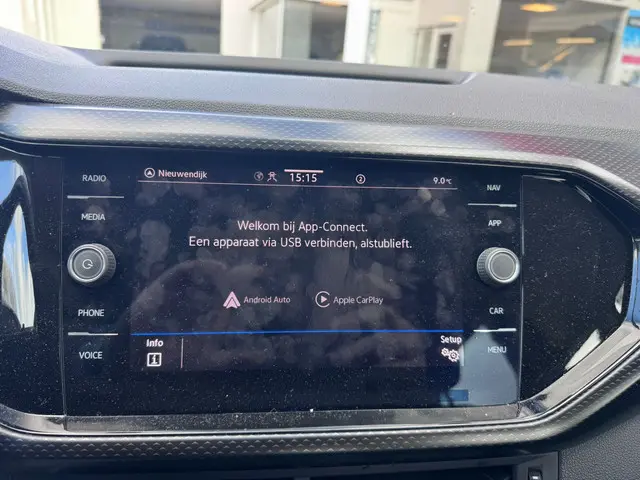 RADIO
MEDIA
PHONE
VOICE
Nieuwendijk
15:15
2
9.0°C
Welkom bij App-Connect.
Een apparaat via USB verbinden, alstublieft.
Android Auto
Apple CarPlay
Info
Setup
NAV
APP
CAR
MENU